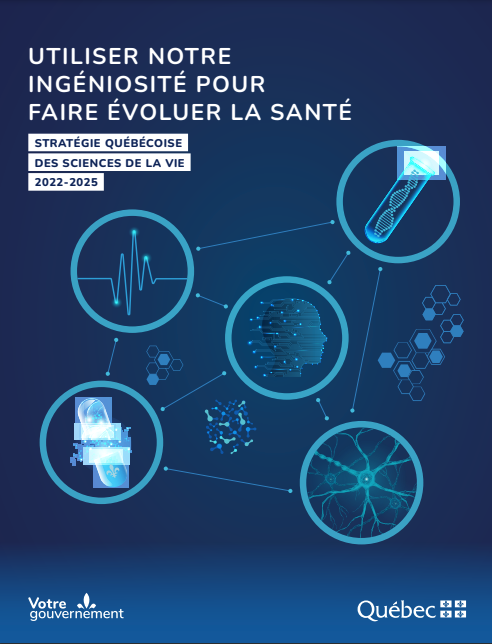 UTILISER NOTRE
INGÉNIOSITÉ POUR
FAIRE ÉVOLUER LA SANTÉ
STRATÉGIE QUÉBÉCOISE
DES SCIENCES DE LA VIE
2022-2025
Votre
gouvernement
Québec